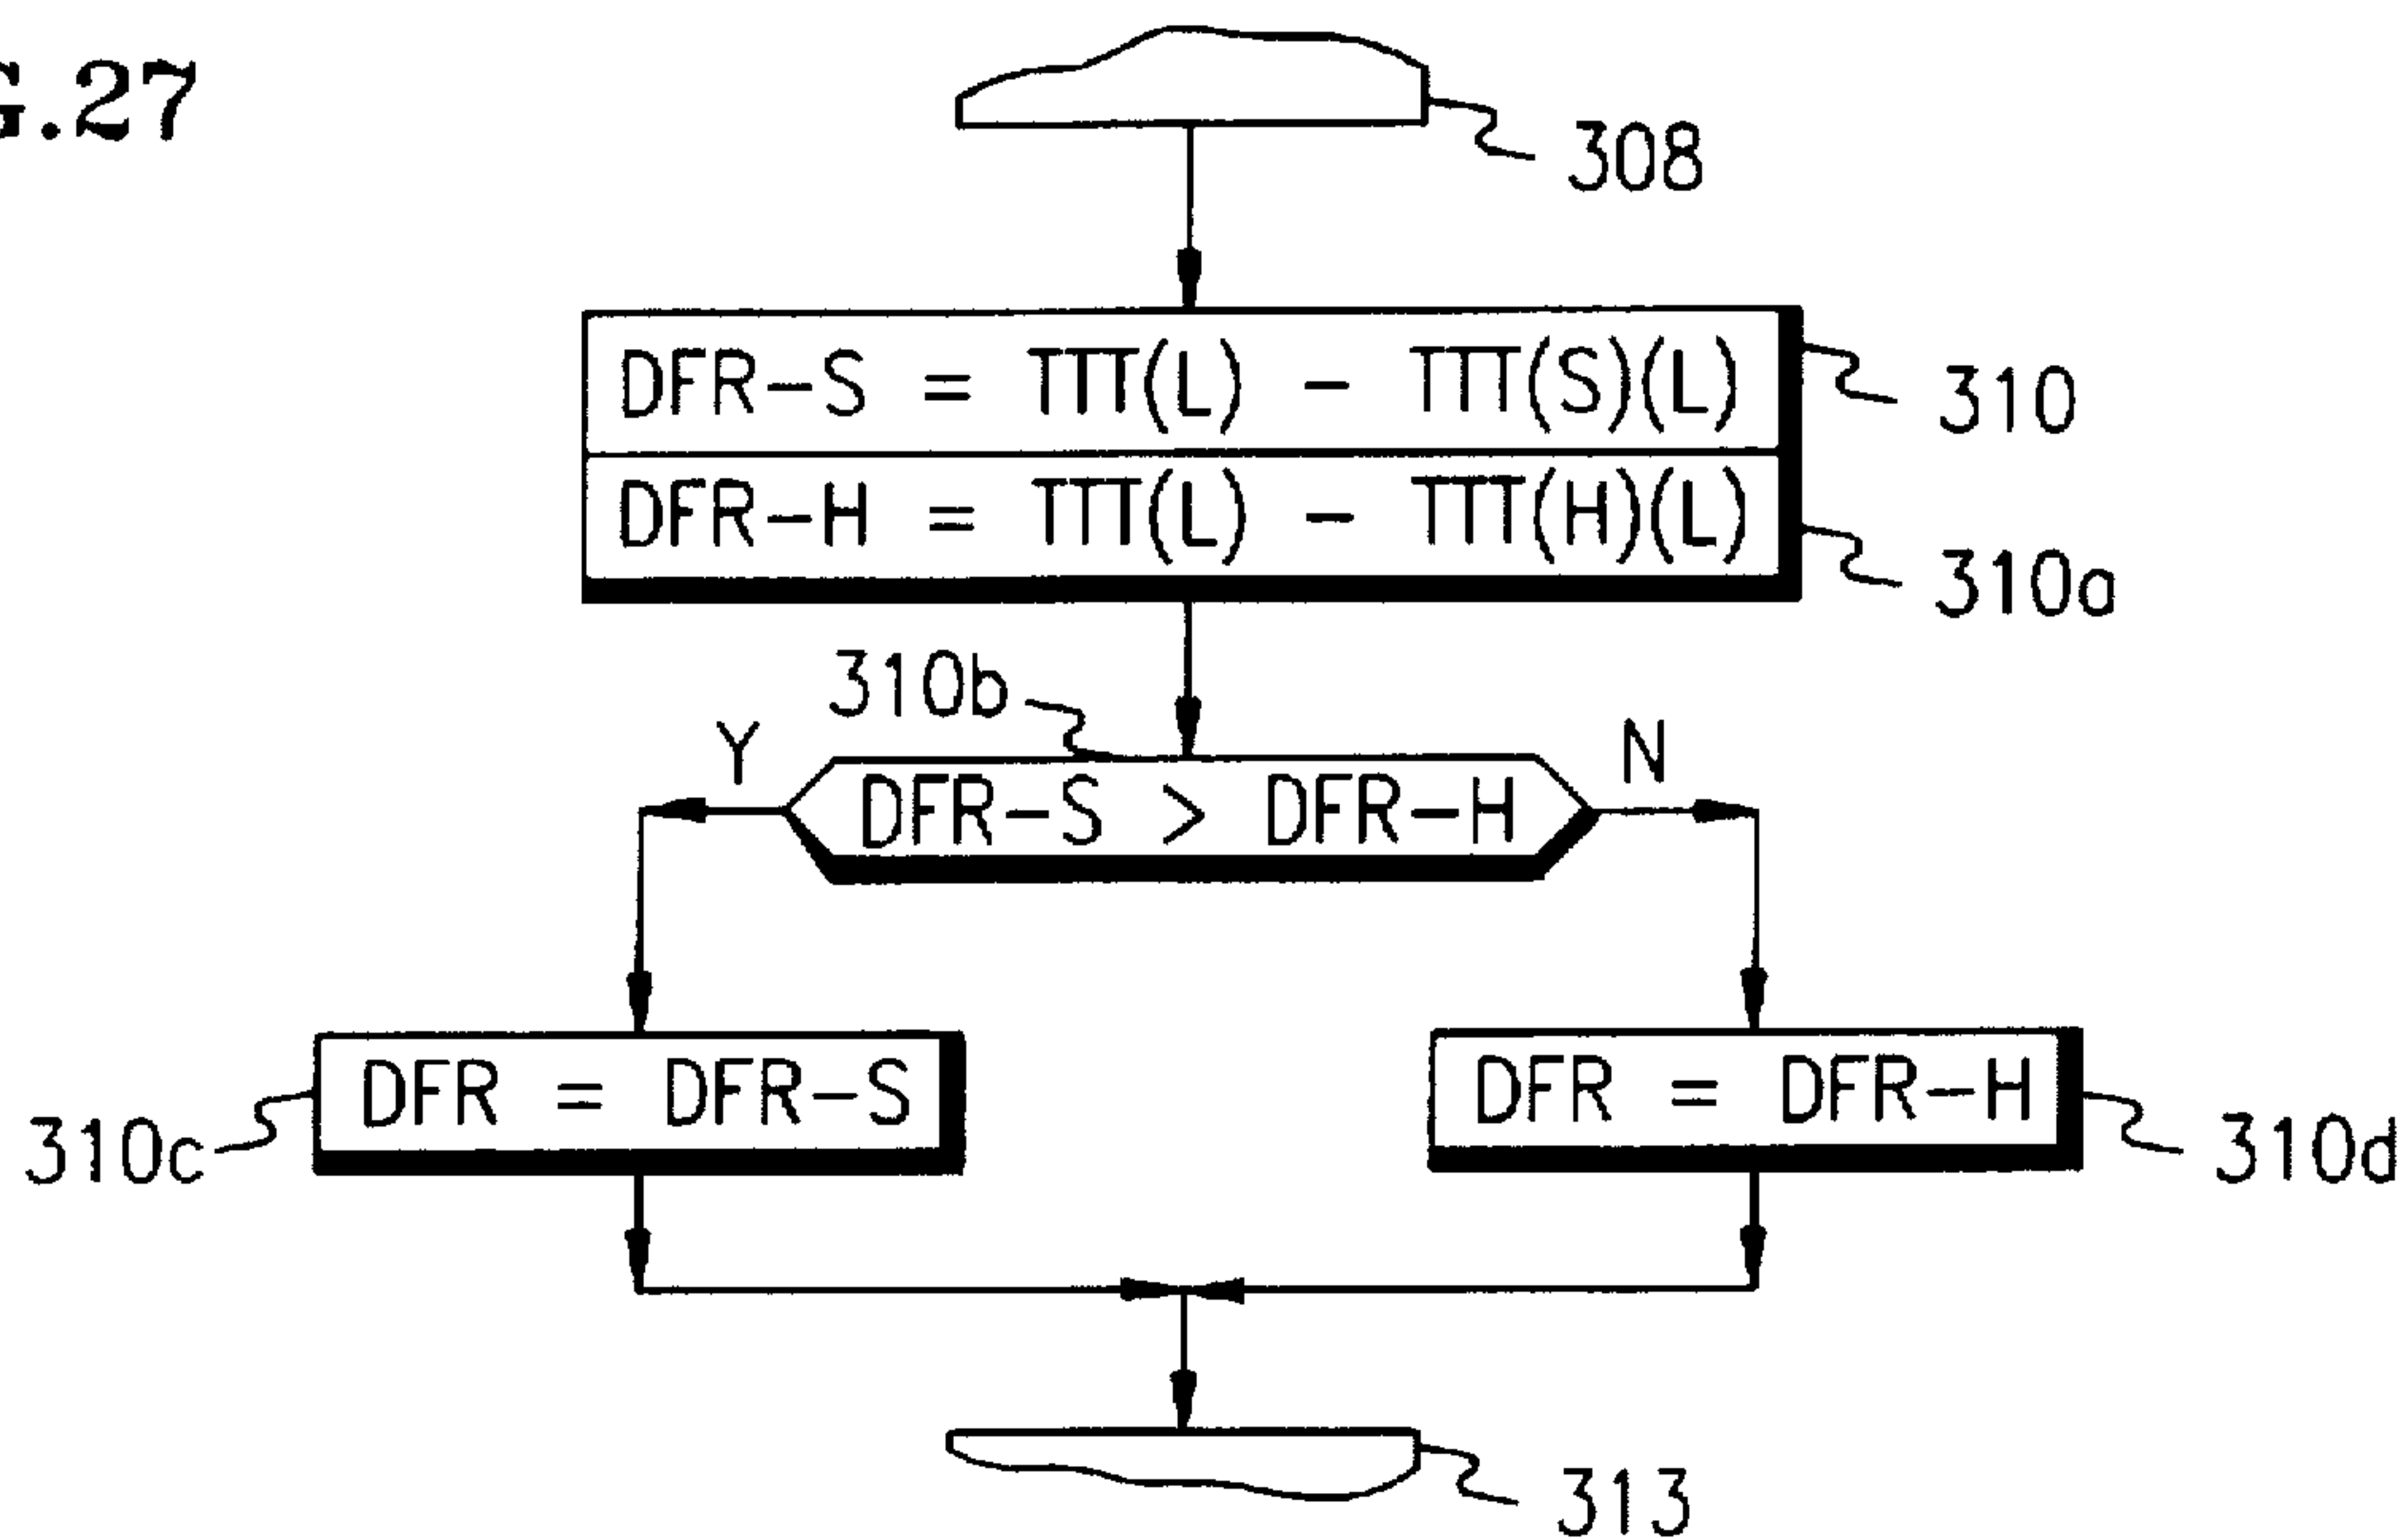 G.27
308
DFR-S = TTT(L) - TTT(S)(L)
310
DFR-H = TTT(L) - TTT(H)(L)
310a
310b
Y
N
DFR-S > DFR-H
DFR = DFR-S
DFR = DFR-H
310c
310d
313